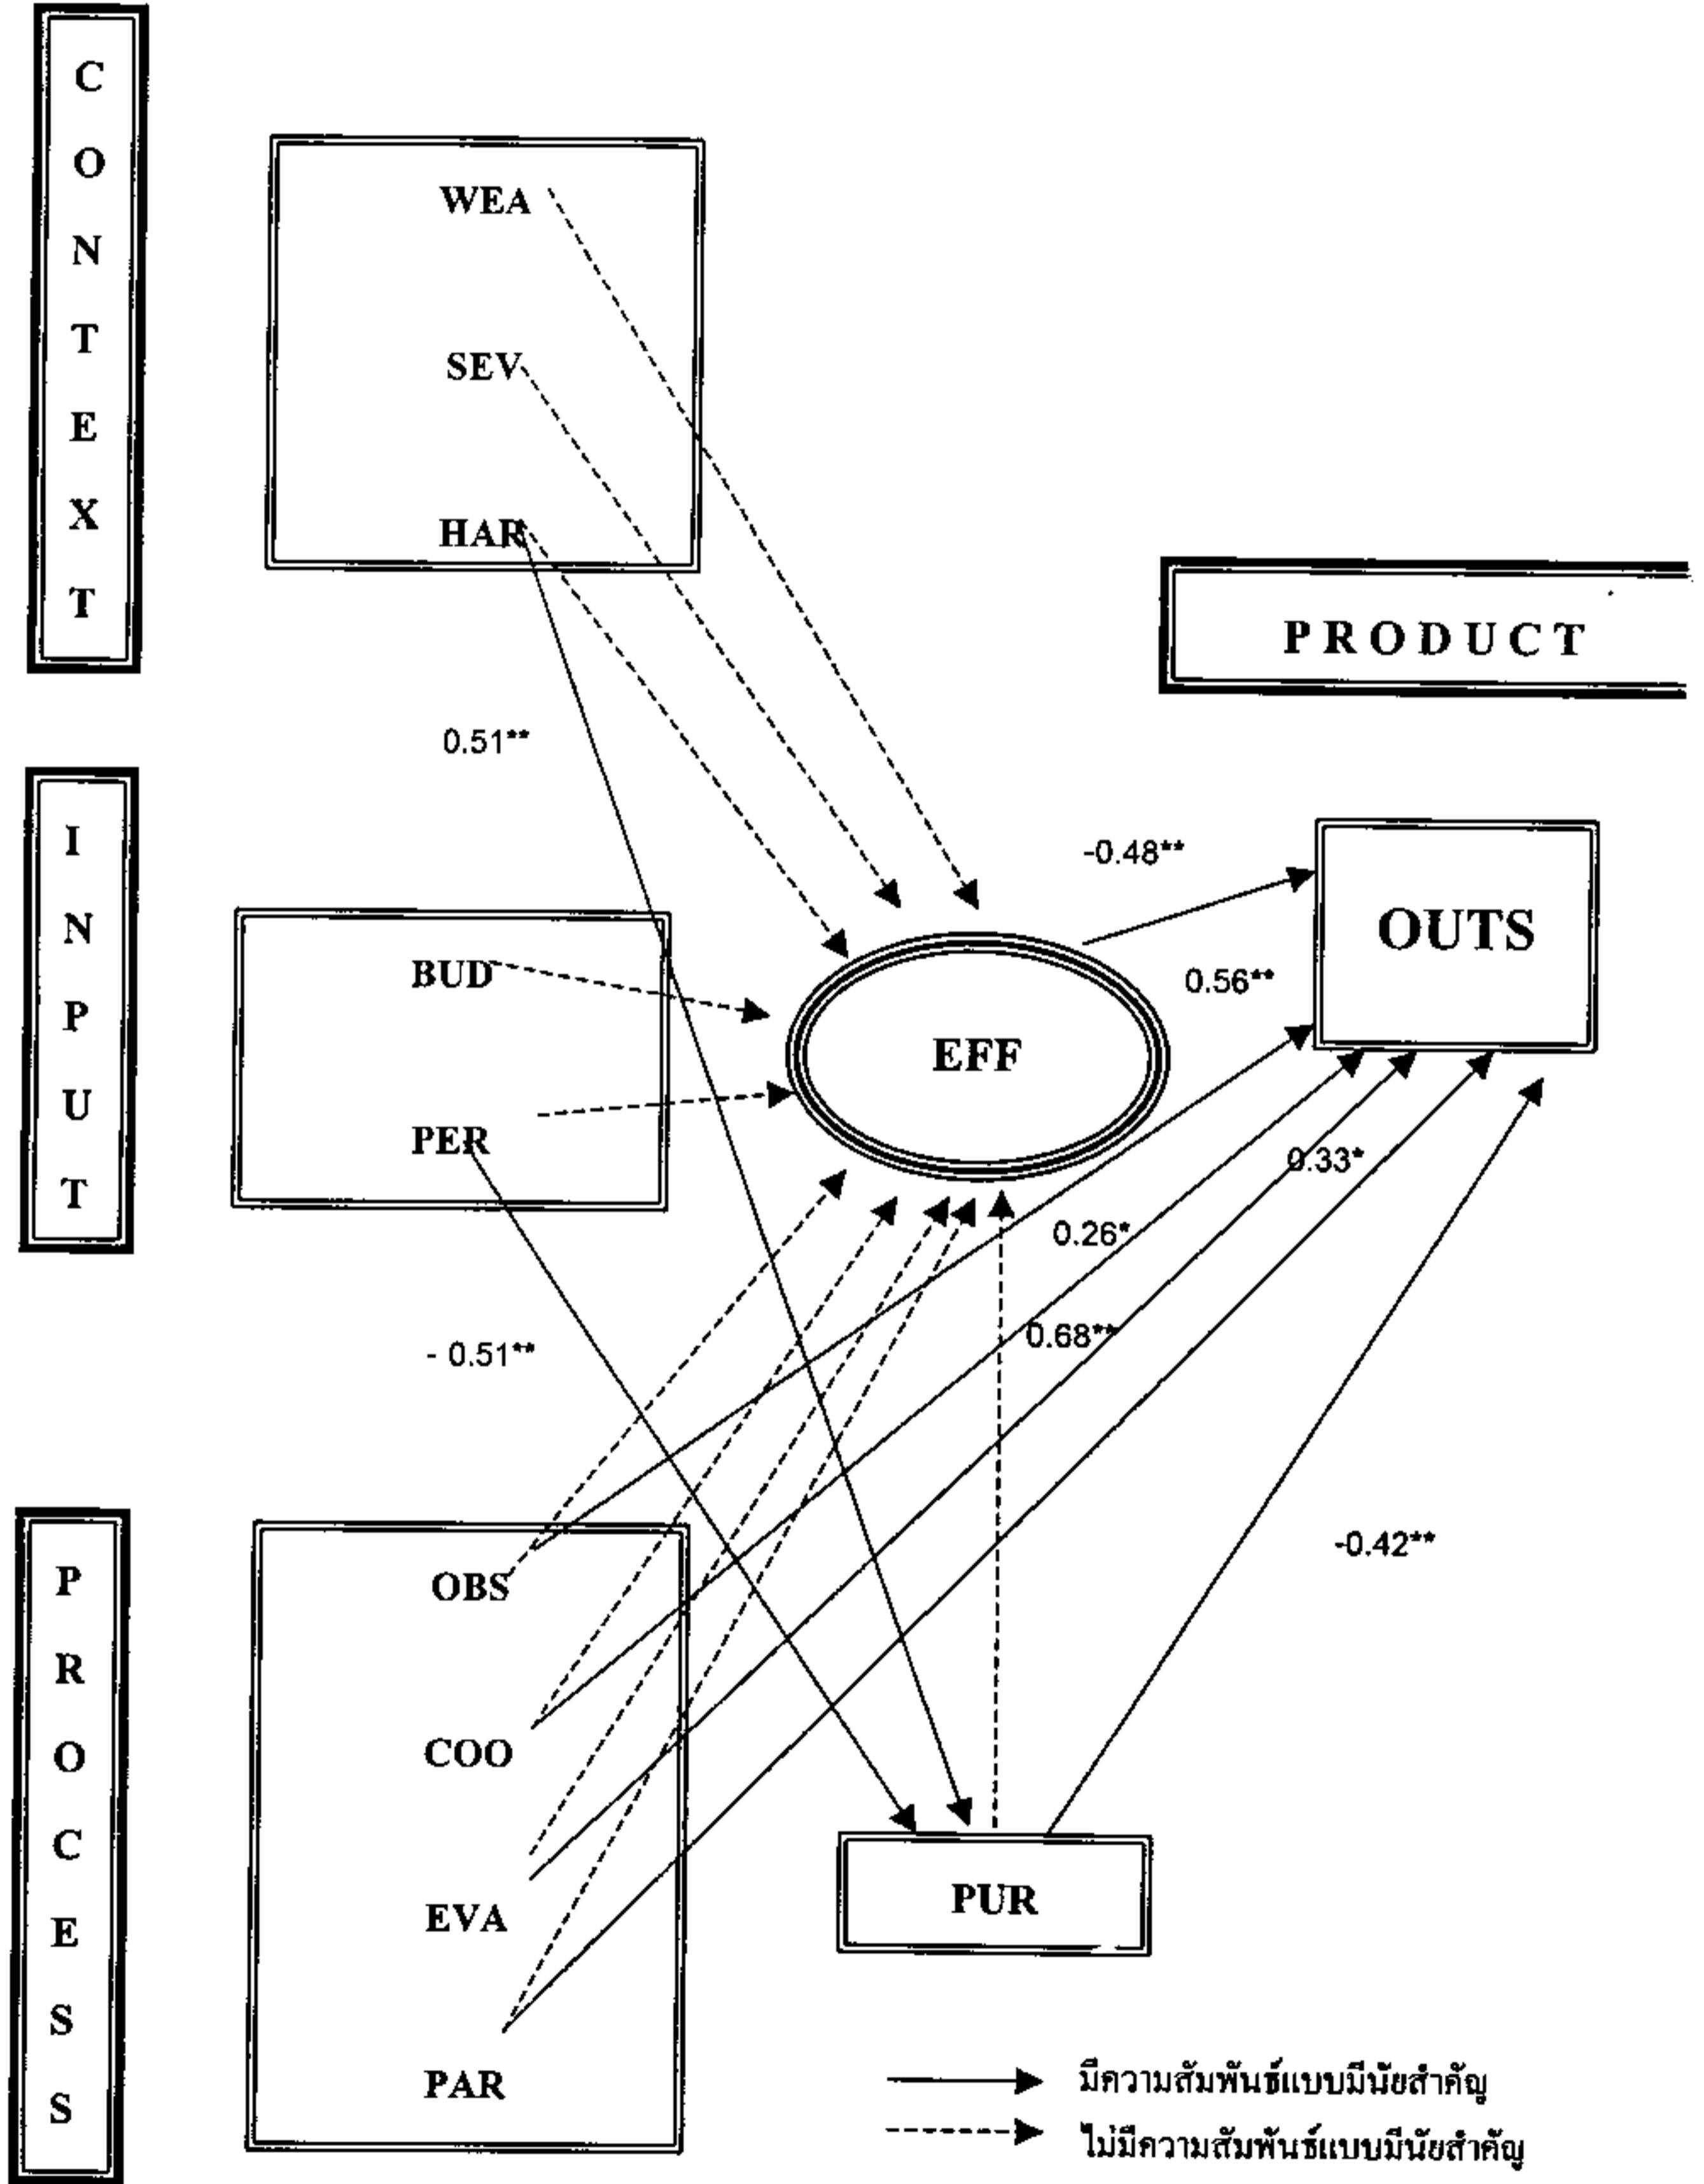 CONTEXT
WEA
SEV
HAR
PRODUCT
0.51**
INPUT
-0.48**
OUTS
BUD
0.56**
EFF
PER
0.33*
0.26*
0.68**
- 0.51**
-0.42**
PROCESS
OBS
COO
PUR
EVA
PAR
มีความสัมพันธ์แบบมีนัยสำคัญ
ไม่มีความสัมพันธ์แบบมีนัยสำคัญ